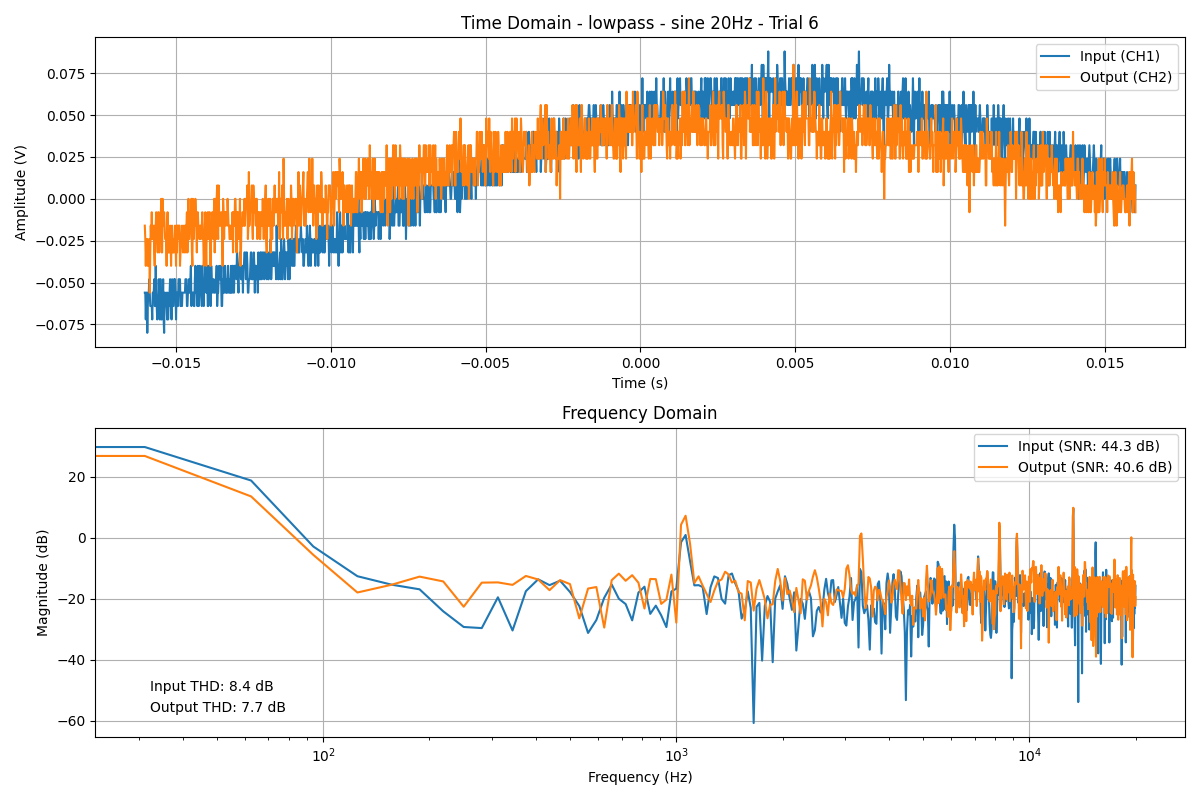 Time Domain - lowpass - sine 20Hz - Trial 6
Input (CH1)
Output (CH2)
Amplitude (V)
0.075
0.050
0.025
0.000
−0.025
−0.050
−0.075
−0.015
−0.010
−0.005
0.000
0.005
0.010
0.015
Time (s)
Frequency Domain
Input (SNR: 44.3 dB)
Output (SNR: 40.6 dB)
Magnitude (dB)
20
0
−20
−40
−60
Input THD: 8.4 dB
Output THD: 7.7 dB
10²
10³
10⁴
Frequency (Hz)